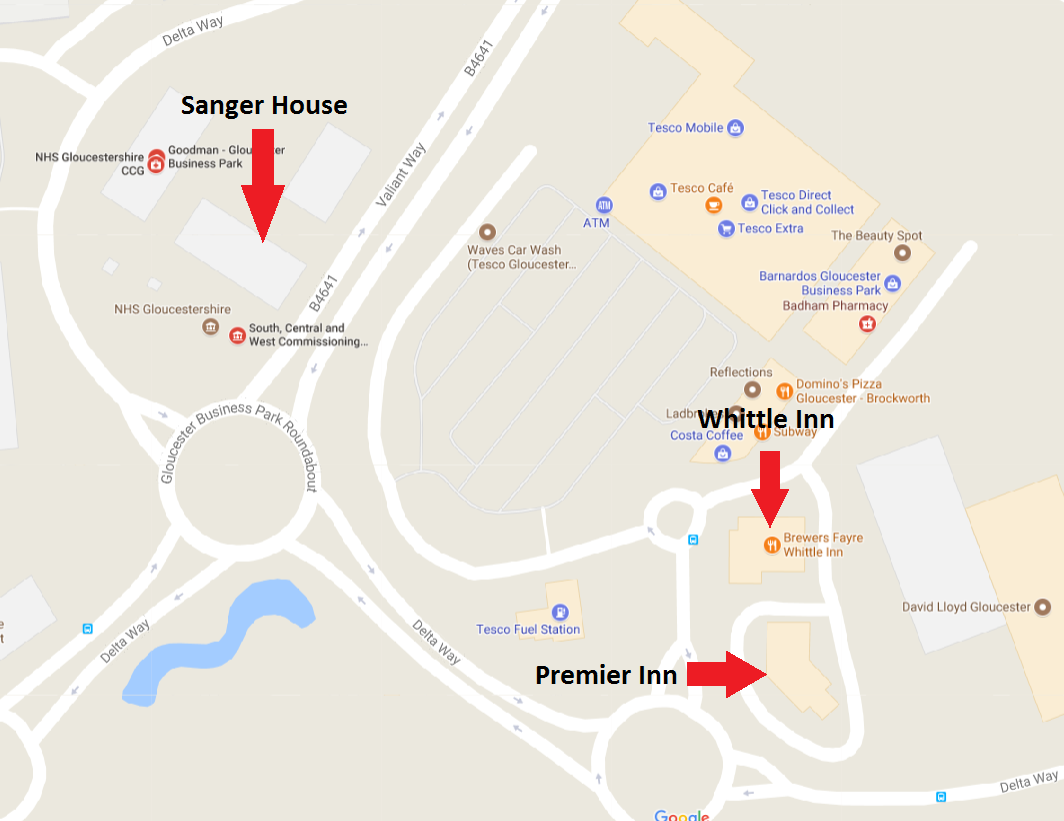 Delta Way
B4641
Sanger House
Tesco Mobile
NHS Gloucestershire
CCG
Goodman - Glou
ter
Business Park
Valiant Way
Tesco Café
Tesco Direct
Click and Collect
ATM
ATM
Tesco Extra
The Beauty Spot
Waves Car Wash
(Tesco Gloucester...
Barnardos Gloucester
Business Park
Badham Pharmacy
B4641
NHS Gloucestershire
South, Central and
West Commissioning...
Reflections
Domino's Pizza
Gloucester - Brockworth
Whittle Inn
Costa Coffee
Subway
Gloucester Business Park Roundabout
Brewers Fayre
Whittle Inn
David Lloyd Gloucester
Tesco Fuel Station
Delta Way
Delta Way
Premier Inn
Delta Way
Google